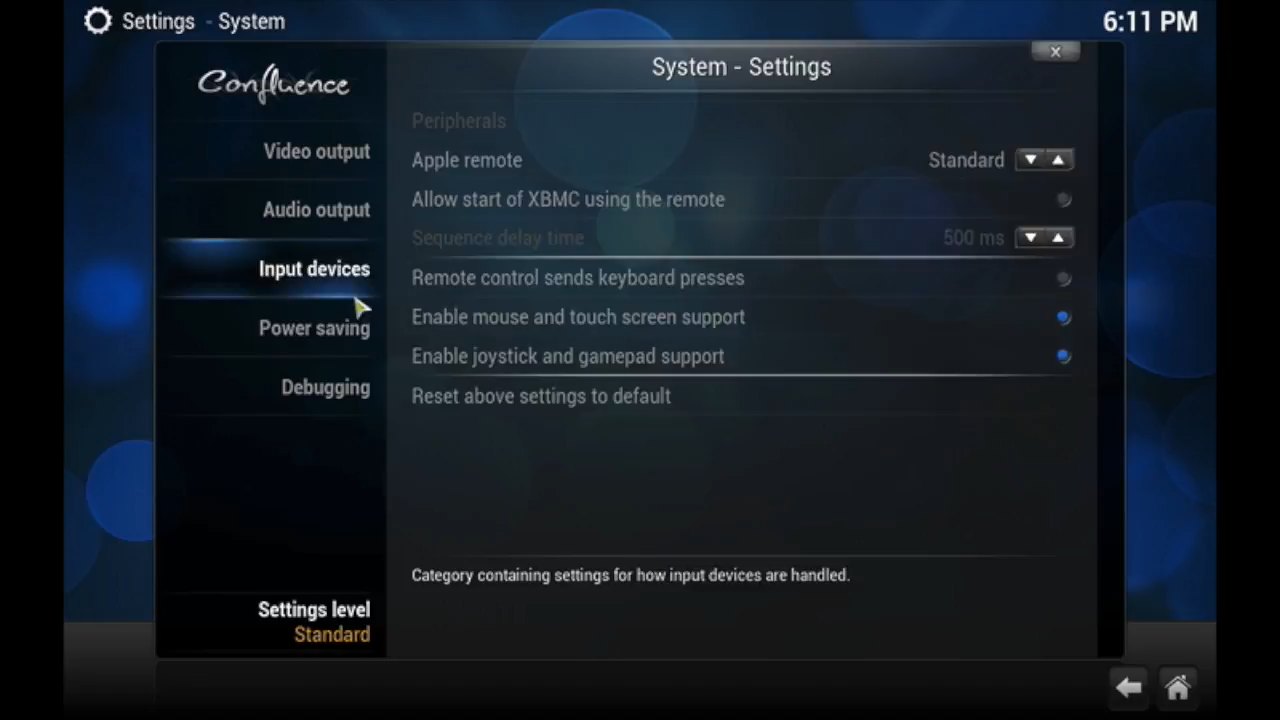 Settings - System
6:11 PM
Confluence
System - Settings
Video output
Audio output
Input devices
Power saving
Debugging
Peripherals
Apple remote Standard
Allow start of XBMC using the remote
Sequence delay time 500 ms
Remote control sends keyboard presses
Enable mouse and touch screen support
Enable joystick and gamepad support
Reset above settings to default
Category containing settings for how input devices are handled.
Settings level
Standard